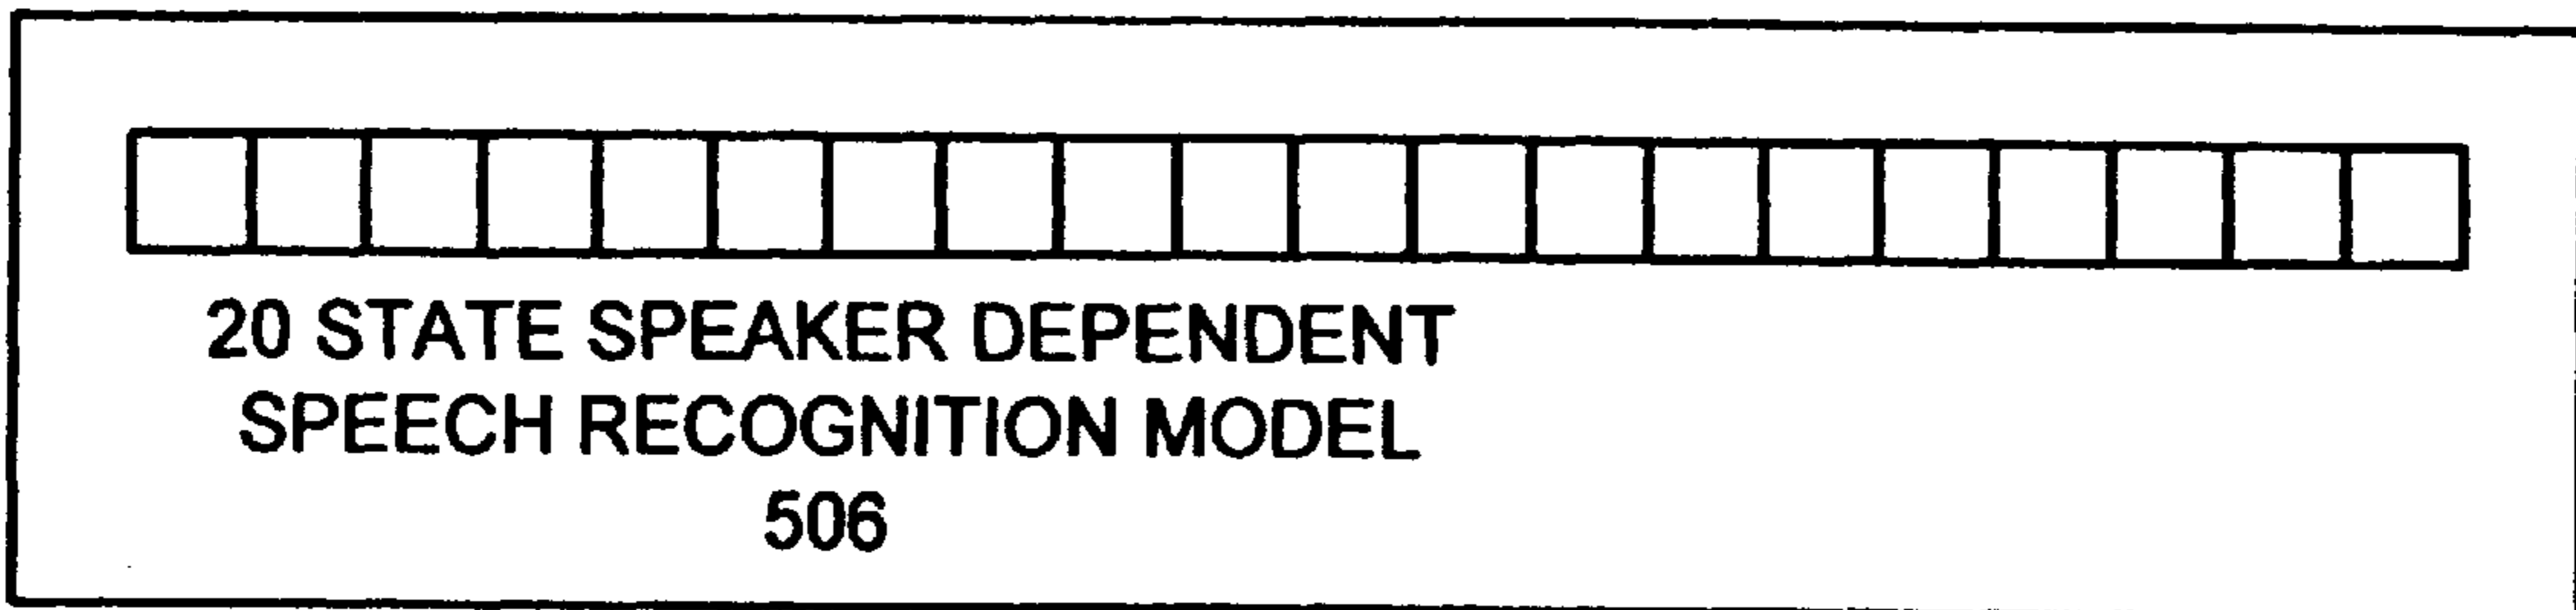 20 STATE SPEAKER DEPENDENT
SPEECH RECOGNITION MODEL
506